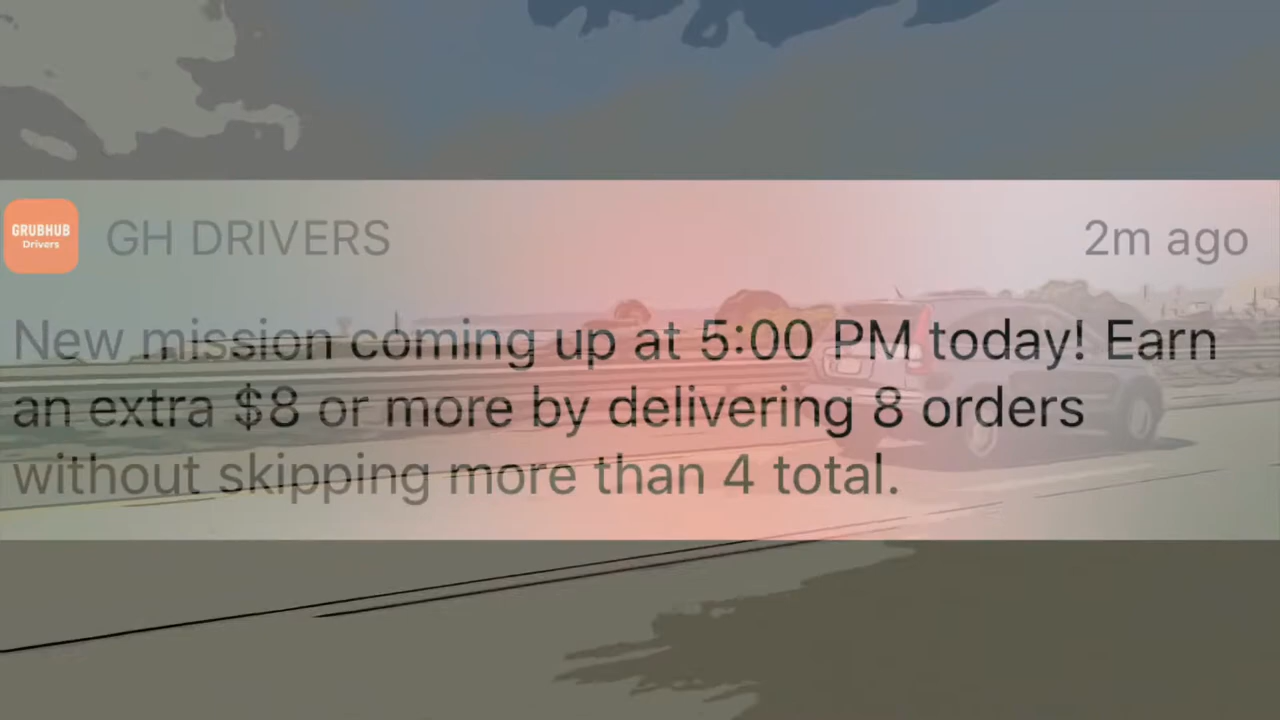 GRUBHUB
Drivers
GH DRIVERS
2m ago
New mission coming up at 5:00 PM today! Earn
an extra $8 or more by delivering 8 orders
without skipping more than 4 total.